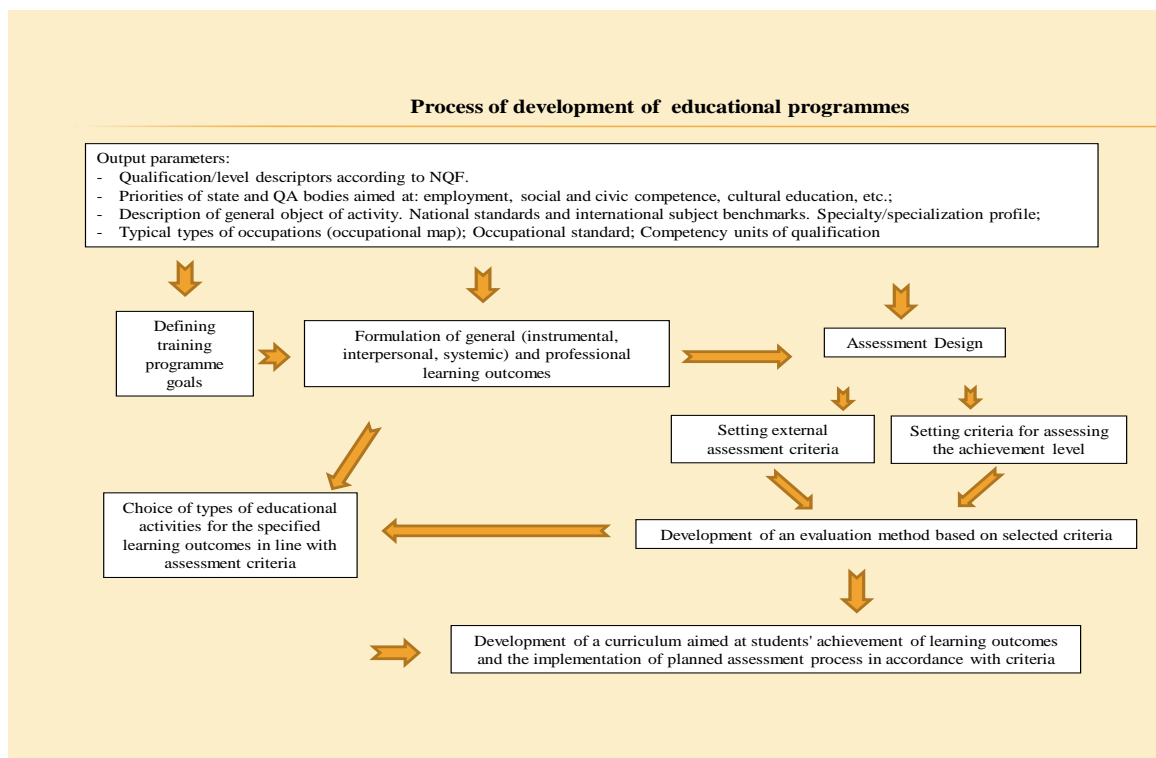 Process of development of educational programmes
Output parameters:
- Qualification/level descriptors according to NQF.
- Priorities of state and QA bodies aimed at: employment, social and civic competence, cultural education, etc.;
- Description of general object of activity. National standards and international subject benchmarks. Specialty/specialization profile;
- Typical types of occupations (occupational map); Occupational standard; Competency units of qualification
Defining
training
programme
goals
Formulation of general (instrumental,
interpersonal, systemic) and professional
learning outcomes
Assessment Design
Setting external
assessment criteria
Setting criteria for assessing
the achievement level
Choice of types of educational
activities for the specified
learning outcomes in line with
assessment criteria
Development of an evaluation method based on selected criteria
Development of a curriculum aimed at students' achievement of learning outcomes
and the implementation of planned assessment process in accordance with criteria